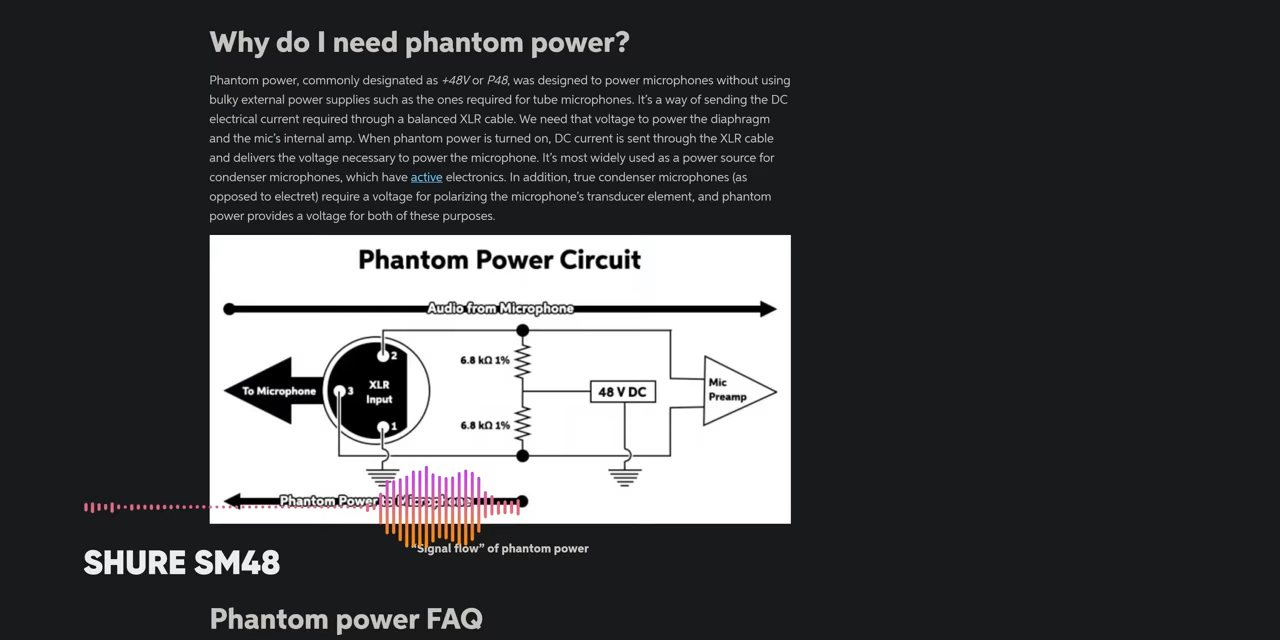 Why do I need phantom power?
Phantom power, commonly designated as +48V or P48, was designed to power microphones without using
bulky external power supplies such as the ones required for tube microphones. It's a way of sending the DC
electrical current required through a balanced XLR cable. We need that voltage to power the diaphragm
and the mic's internal amp. When phantom power is turned on, DC current is sent through the XLR cable
and delivers the voltage necessary to power the microphone. It's most widely used as a power source for
condenser microphones, which have active electronics. In addition, true condenser microphones (as
opposed to electret) require a voltage for polarizing the microphone's transducer element, and phantom
power provides a voltage for both of these purposes.
Phantom Power Circuit
Audio from Microphone
2
6.8 kΩ 1%
To Microphone
3
XLR
Input
48 V DC
Mic
Preamp
1
6.8 kΩ 1%
Phantom Power to Microphone
"Signal flow" of phantom power
SHURE SM48
Phantom power FAQ